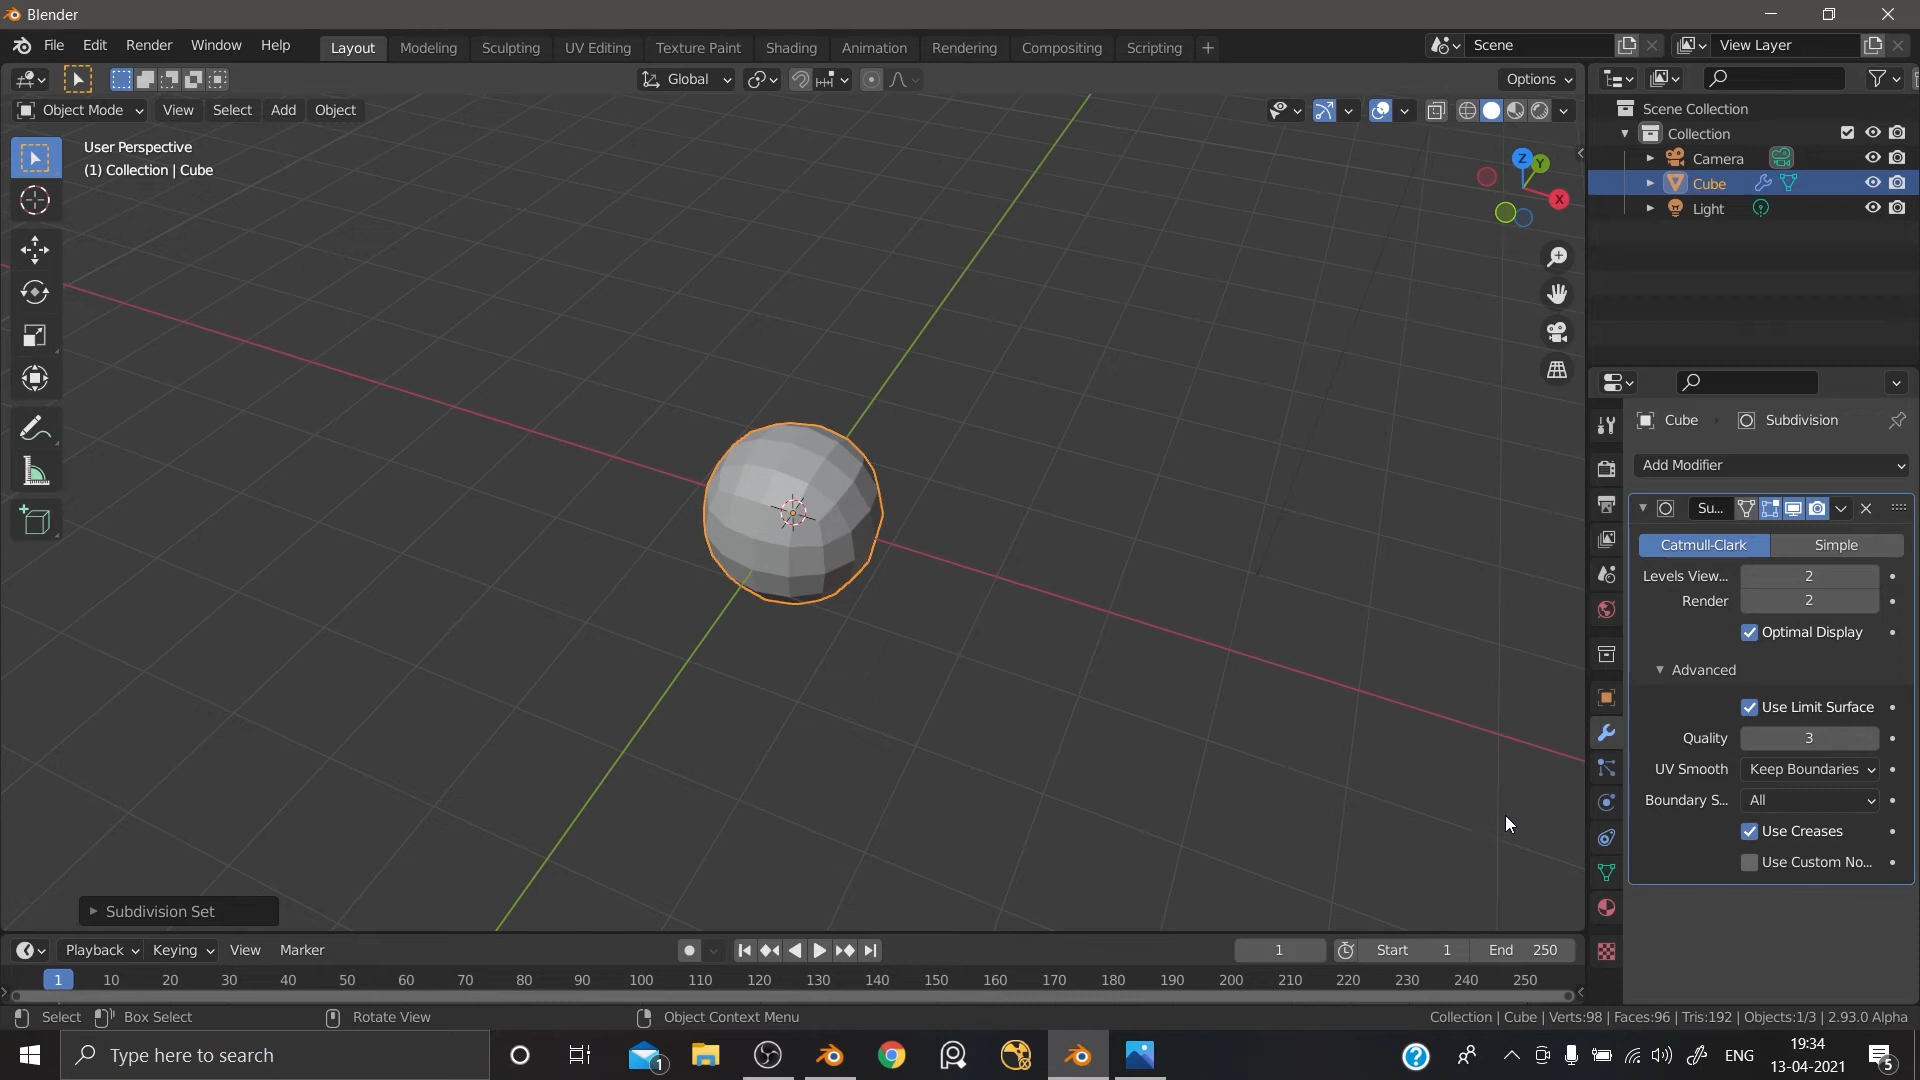 Blender
File Edit Render Window Help Layout Modeling Sculpting UV Editing Texture Paint Shading Animation Rendering Compositing Scripting + Scene View Layer
Global Options
Object Mode View Select Add Object
User Perspective
(1) Collection | Cube
Z Y
X
Scene Collection
Collection
Camera
Cube
Light
Cube Subdivision
Add Modifier
Su...
Catmull-Clark Simple
Levels View... 2
Render 2
Optimal Display
Advanced
Use Limit Surface
Quality 3
UV Smooth Keep Boundaries
Boundary S... All
Use Creases
Use Custom No...
Subdivision Set
Playback Keying View Marker 1 Start 1 End 250
1 10 20 30 40 50 60 70 80 90 100 110 120 130 140 150 160 170 180 190 200 210 220 230 240 250
Select Box Select Rotate View Object Context Menu Collection | Cube | Verts:98 | Faces:96 | Tris:192 | Objects:1/3 | 2.93.0 Alpha
Type here to search 1 ENG 19:34
13-04-2021 5